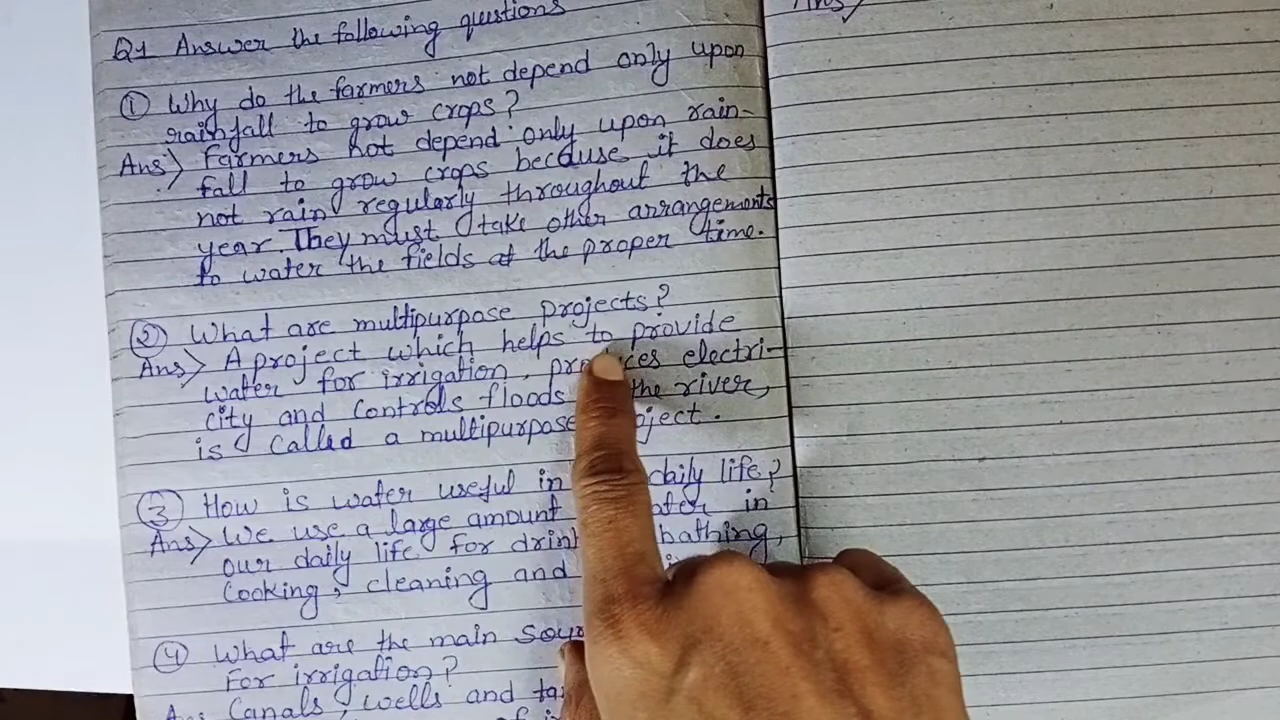 Ans
Q1 Answer the following questions
① Why do the farmers not depend only upon
rainfall to grow crops?
Ans> Farmers not depend only upon rain-
fall to grow crops because it does
not rain regularly throughout the
year. They must take other arrangements
to water the fields at the proper time.
② What are multipurpose projects?
Ans> A project which helps to provide
water for irrigation, produces electri-
city and controls floods the river,
is called a multipurpose project.
③ How is water useful in daily life?
Ans> We use a large amount water in
our daily life for bathing,
cooking, cleaning and
④ What are the main
for irrigation?
Ans Canals, wells and